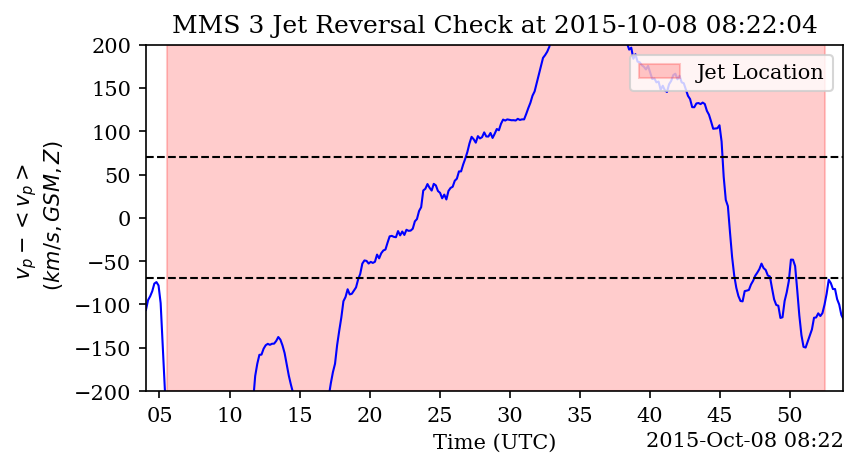 MMS 3 Jet Reversal Check at 2015-10-08 08:22:04
200
150
100
50
0
−50
−100
−150
−200
v_p − < v_p >
(km/s, GSM, Z)
Jet Location
05 10 15 20 25 30 35 40 45 50
Time (UTC)
2015-Oct-08 08:22